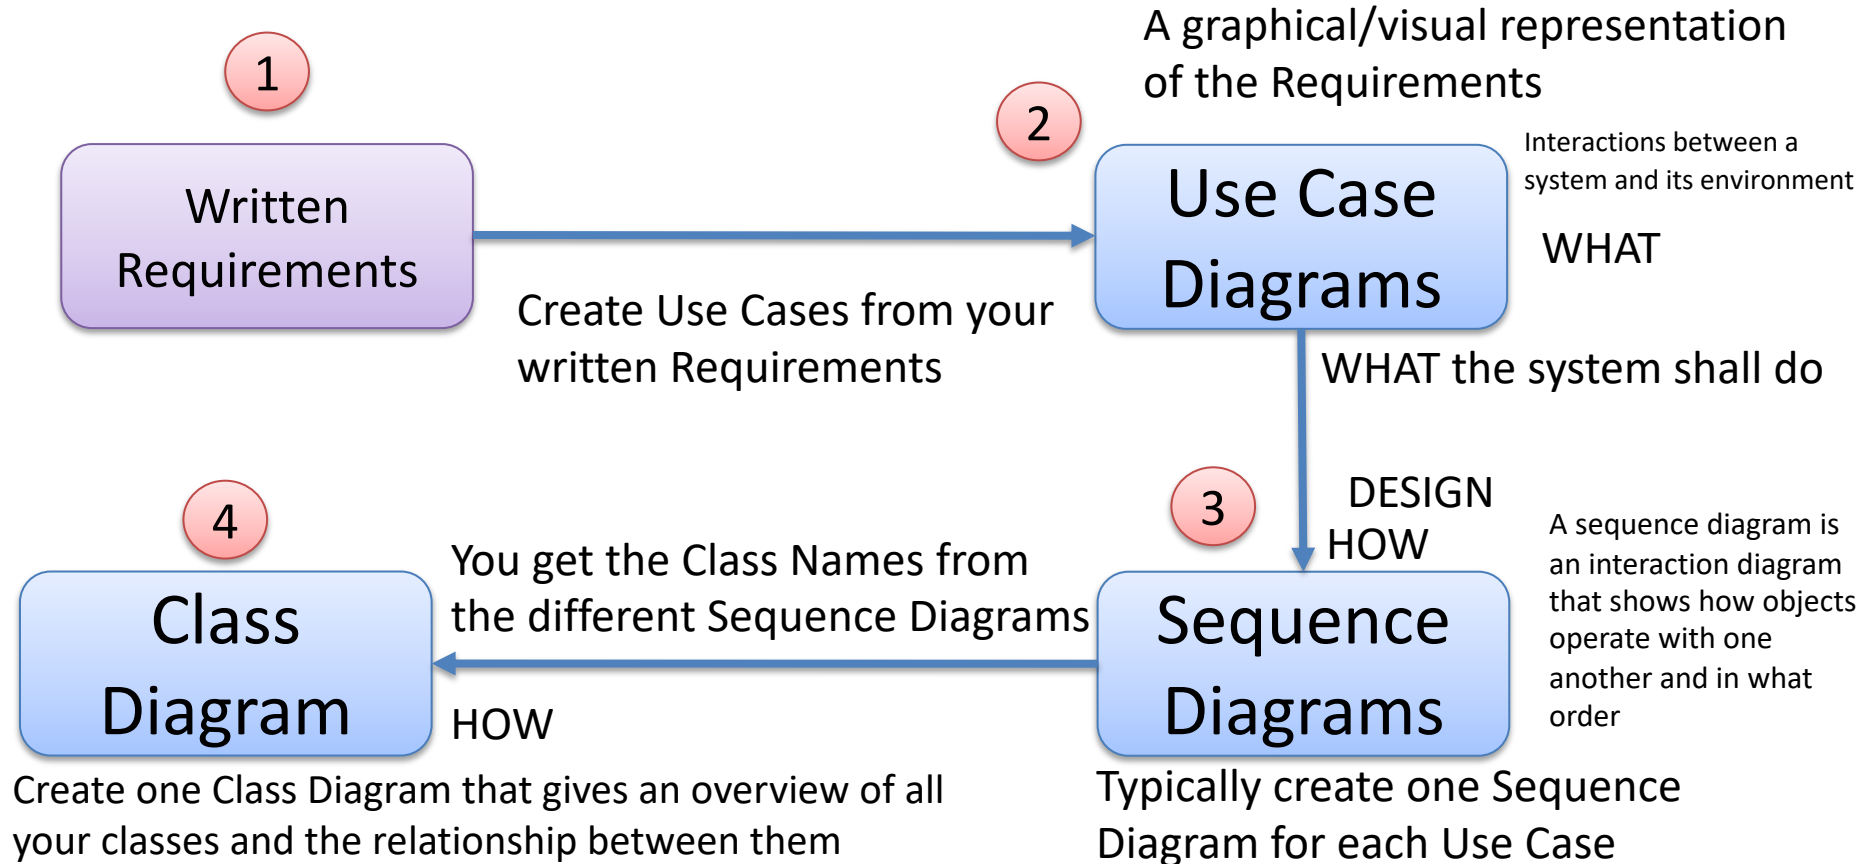 1
Written
Requirements
Create Use Cases from your
written Requirements
A graphical/visual representation
of the Requirements
2
Use Case
Diagrams
Interactions between a
system and its environment
WHAT
WHAT the system shall do
3
DESIGN
HOW
Sequence
Diagrams
A sequence diagram is
an interaction diagram
that shows how objects
operate with one
another and in what
order
Typically create one Sequence
Diagram for each Use Case
You get the Class Names from
the different Sequence Diagrams
HOW
4
Class
Diagram
Create one Class Diagram that gives an overview of all
your classes and the relationship between them